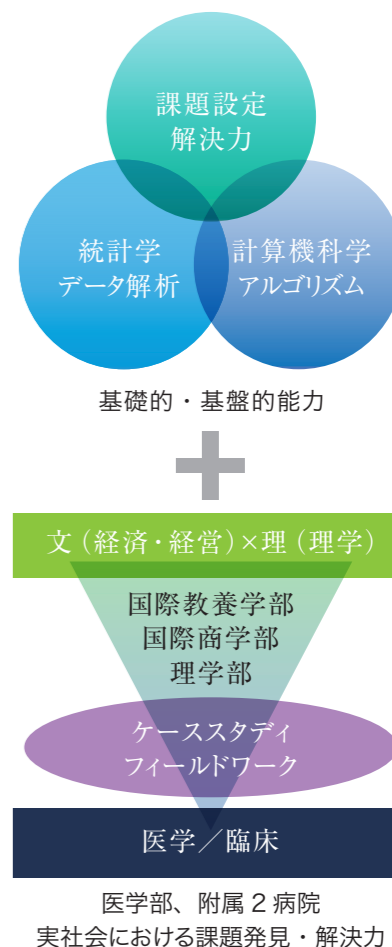 課題設定
解決力
統計学
データ解析
計算機科学
アルゴリズム
基礎的・基盤的能力
文（経済・経営）×理（理学）
国際教養学部
国際商学部
理学部
ケーススタディ
フィールドワーク
医学／臨床
医学部、附属2病院
実社会における課題発見・解決力